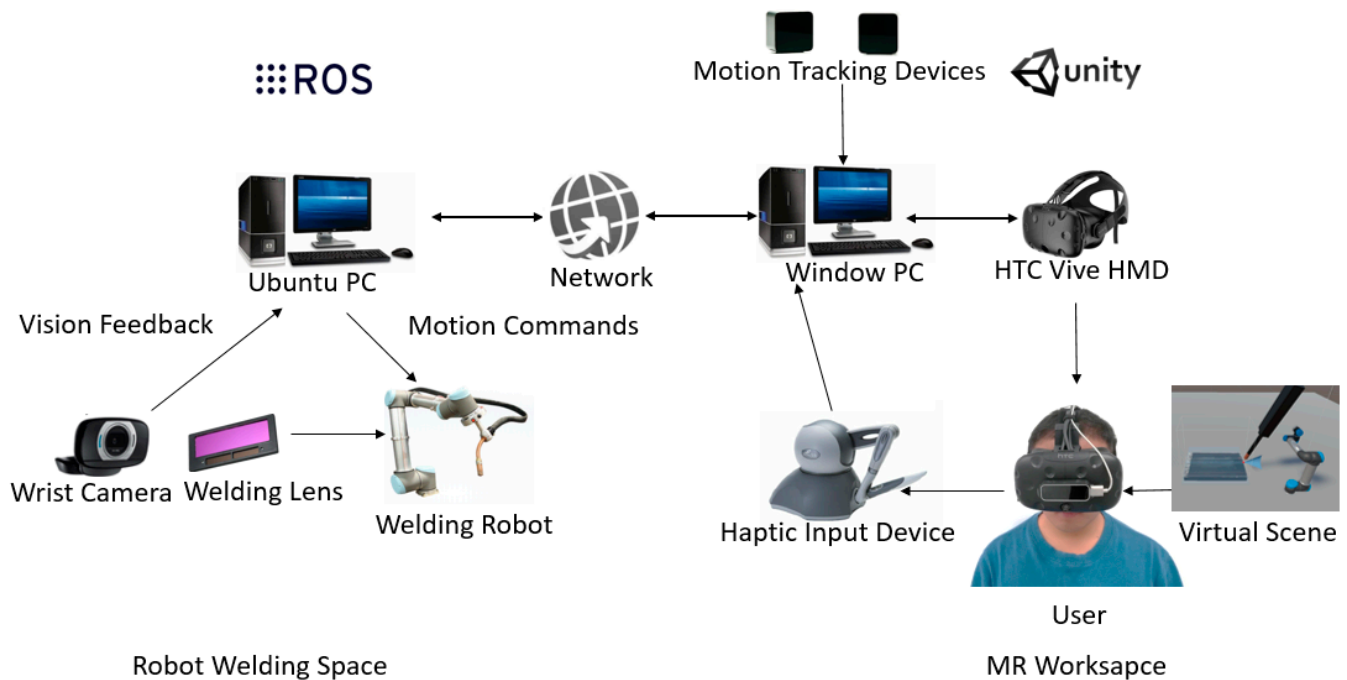 ROS
Motion Tracking Devices
unity
Ubuntu PC
Network
Window PC
HTC Vive HMD
Vision Feedback
Motion Commands
Wrist Camera
Welding Lens
Welding Robot
Haptic Input Device
Virtual Scene
User
Robot Welding Space
MR Worksapce